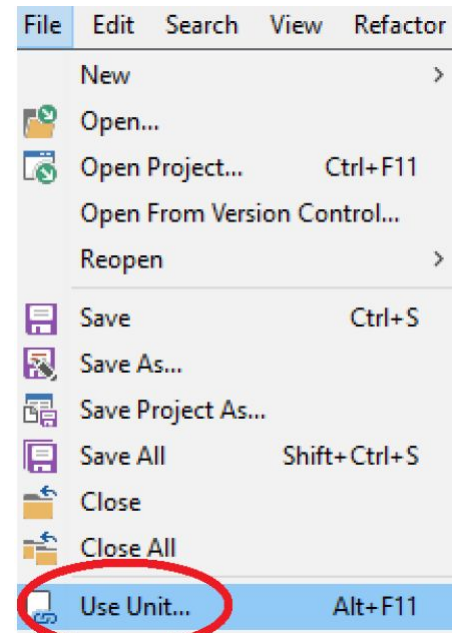 File Edit Search View Refactor
New >
Open...
Open Project... Ctrl+F11
Open From Version Control...
Reopen >
Save Ctrl+S
Save As...
Save Project As...
Save All Shift+Ctrl+S
Close
Close All
Use Unit... Alt+F11